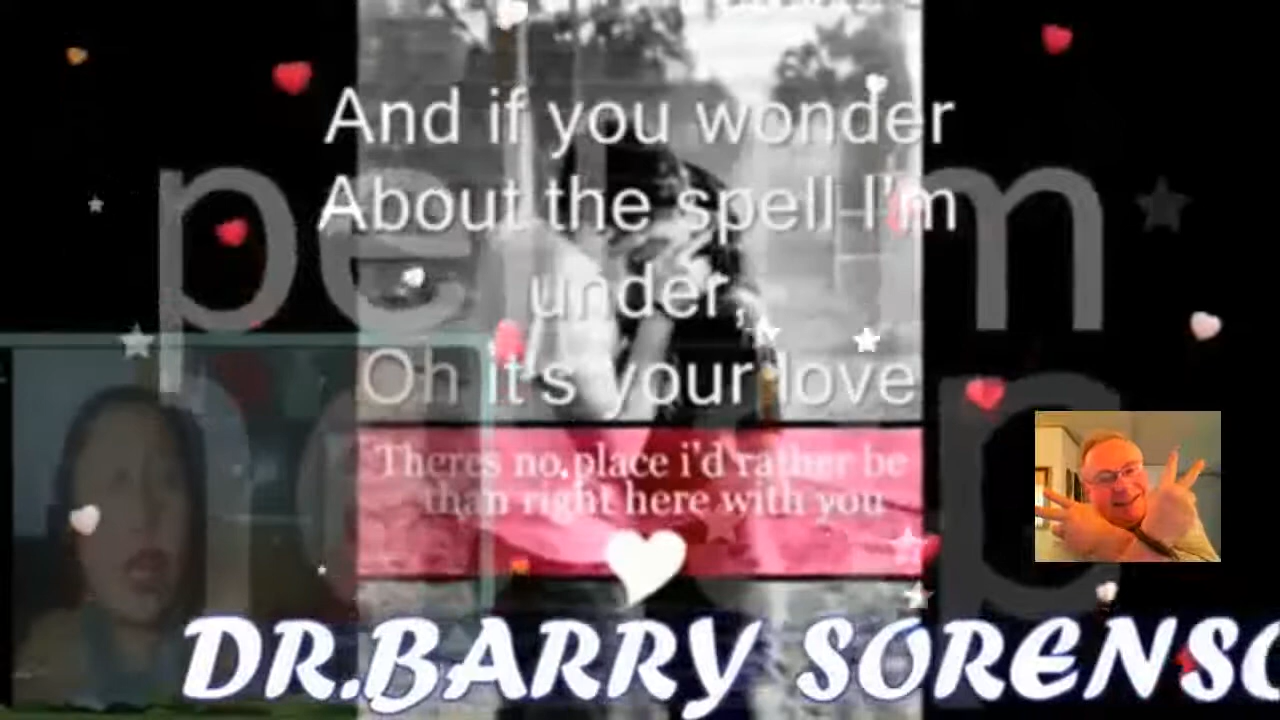 And if you wonder
About the spell I'm
under,
Oh it's your love
Theres no place i'd rather be
than right here with you
DR.BARRY SORENSO